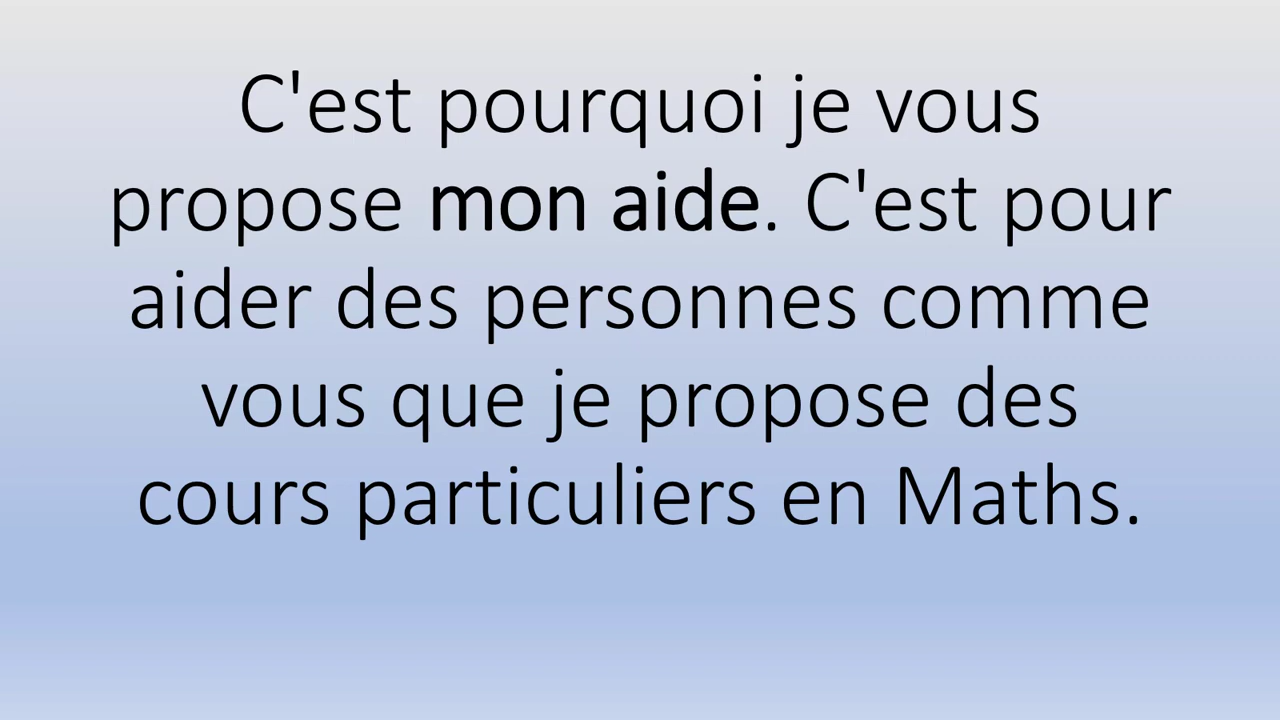 C'est pourquoi je vous
propose mon aide. C'est pour
aider des personnes comme
vous que je propose des
cours particuliers en Maths.